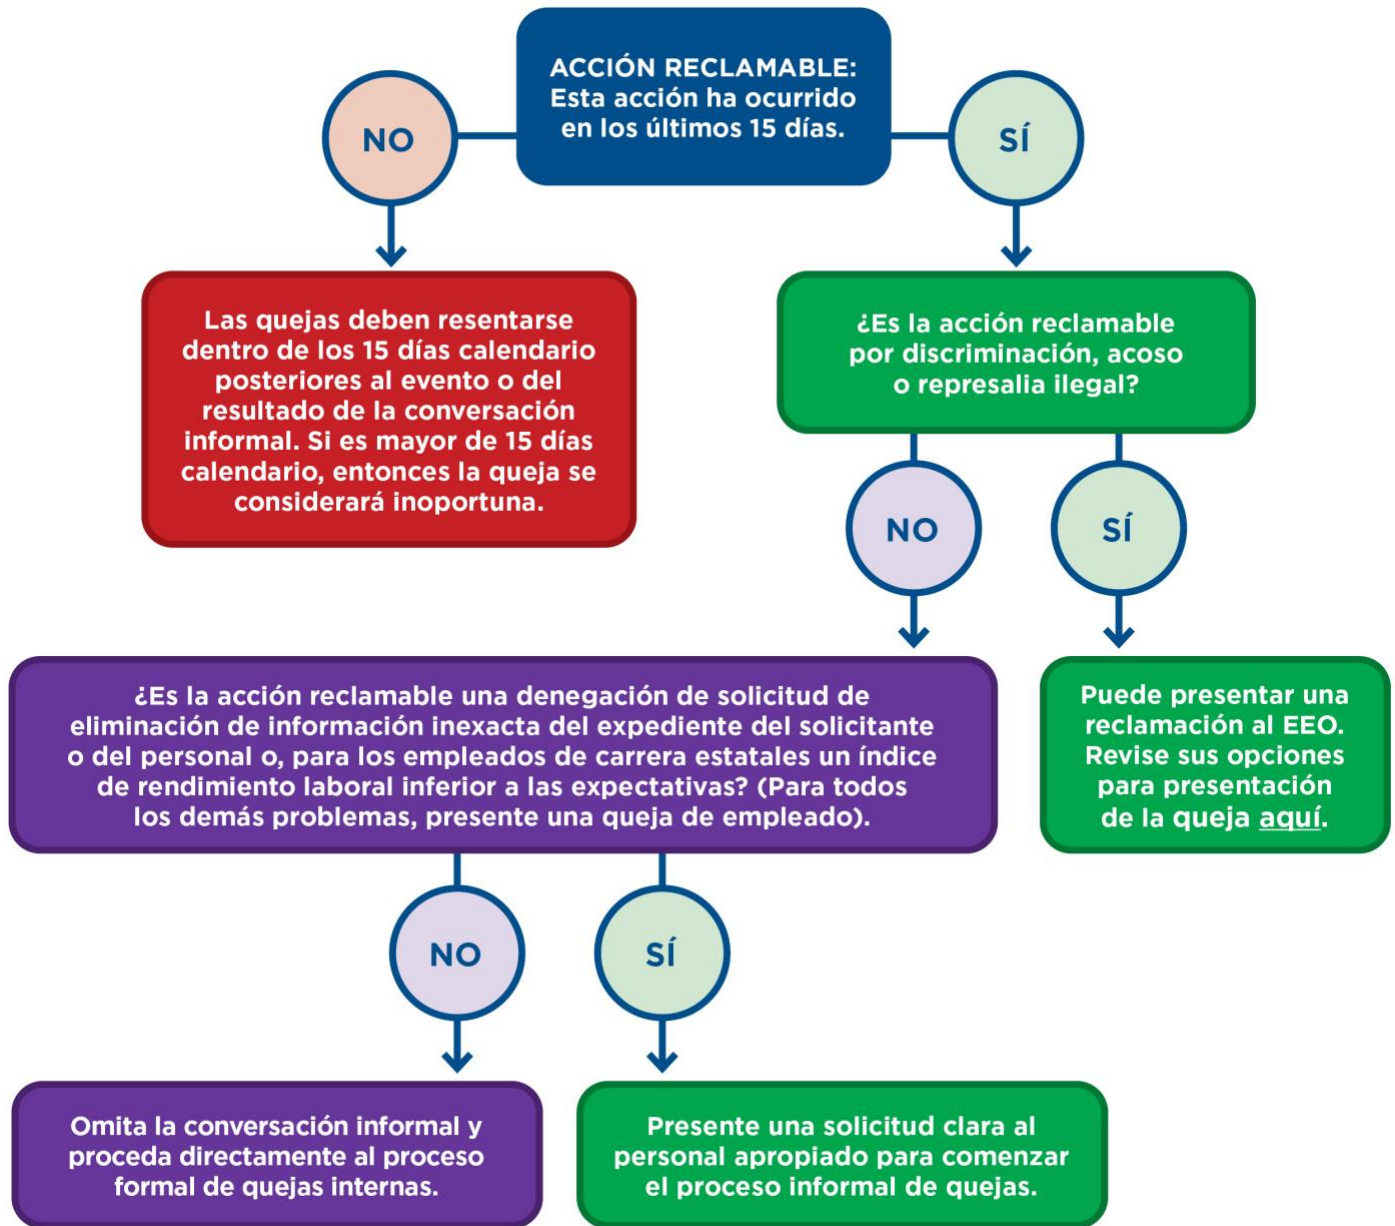 ACCIÓN RECLAMABLE:
Esta acción ha ocurrido
en los últimos 15 días.
NO
SÍ
Las quejas deben resentarse
dentro de los 15 días calendario
posteriores al evento o del
resultado de la conversación
informal. Si es mayor de 15 días
calendario, entonces la queja se
considerará inoportuna.
¿Es la acción reclamable
por discriminación, acoso
o represalia ilegal?
NO
SÍ
¿Es la acción reclamable una denegación de solicitud de
eliminación de información inexacta del expediente del solicitante
o del personal o, para los empleados de carrera estatales un índice
de rendimiento laboral inferior a las expectativas? (Para todos
los demás problemas, presente una queja de empleado).
Puede presentar una
reclamación al EEO.
Revise sus opciones
para presentación
de la queja aquí.
NO
SÍ
Omita la conversación informal y
proceda directamente al proceso
formal de quejas internas.
Presente una solicitud clara al
personal apropiado para comenzar
el proceso informal de quejas.